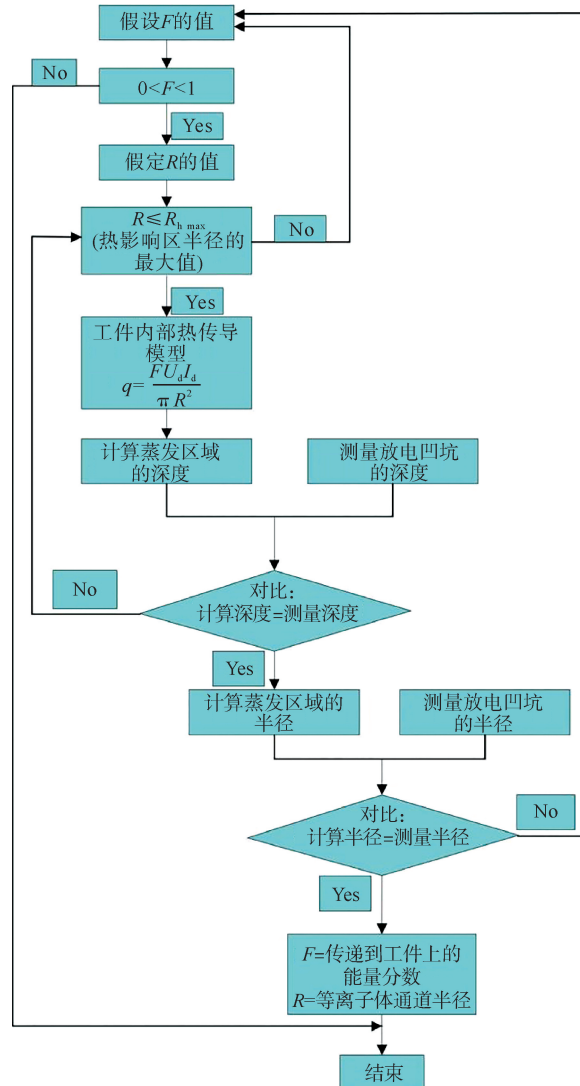 假设F的值
No
0<F<1
Yes
假定R的值
R≤Rh max
(热影响区半径的
最大值)
No
Yes
工件内部热传导
模型
q=FUdId/πR²
计算蒸发区域
的深度
测量放电凹坑
的深度
No
对比:
计算深度=测量深度
Yes
计算蒸发区域的
半径
测量放电凹坑
的半径
对比:
计算半径=测量半径
No
Yes
F=传递到工件上的
能量分数
R=等离子体通道半径
结束